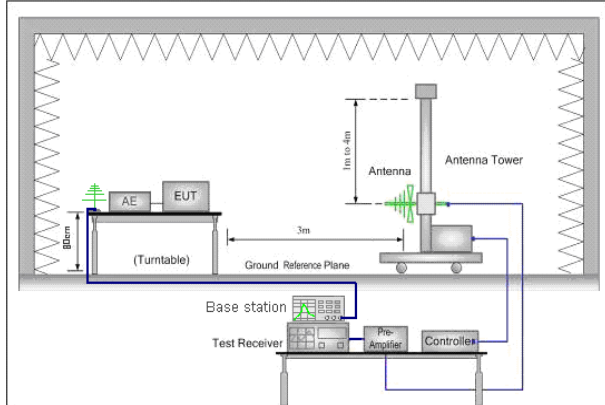 1m to 4m
Antenna
Antenna Tower
AE
EUT
80cm
3m
(Turntable)
Ground Reference Plane
Base station
Test Receiver
Pre-
Amplifier
Controller